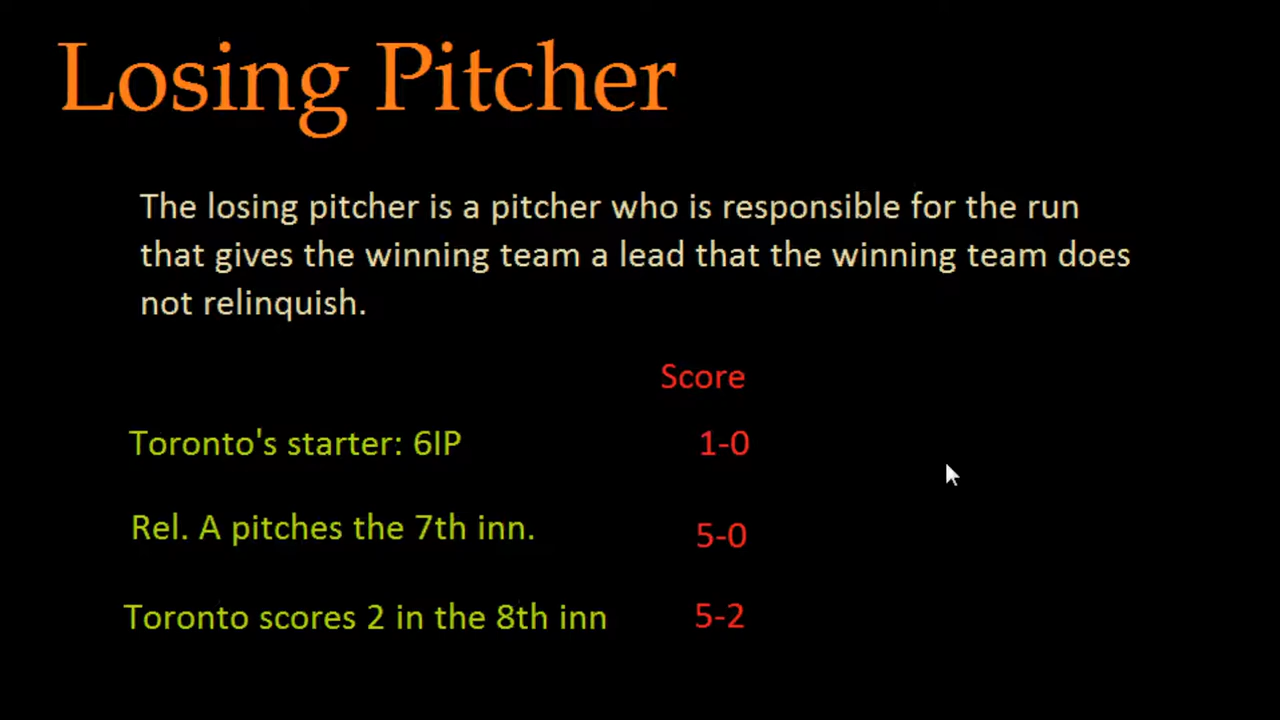 Losing Pitcher
The losing pitcher is a pitcher who is responsible for the run
that gives the winning team a lead that the winning team does
not relinquish.
Score
Toronto's starter: 6IP 1-0
Rel. A pitches the 7th inn. 5-0
Toronto scores 2 in the 8th inn 5-2